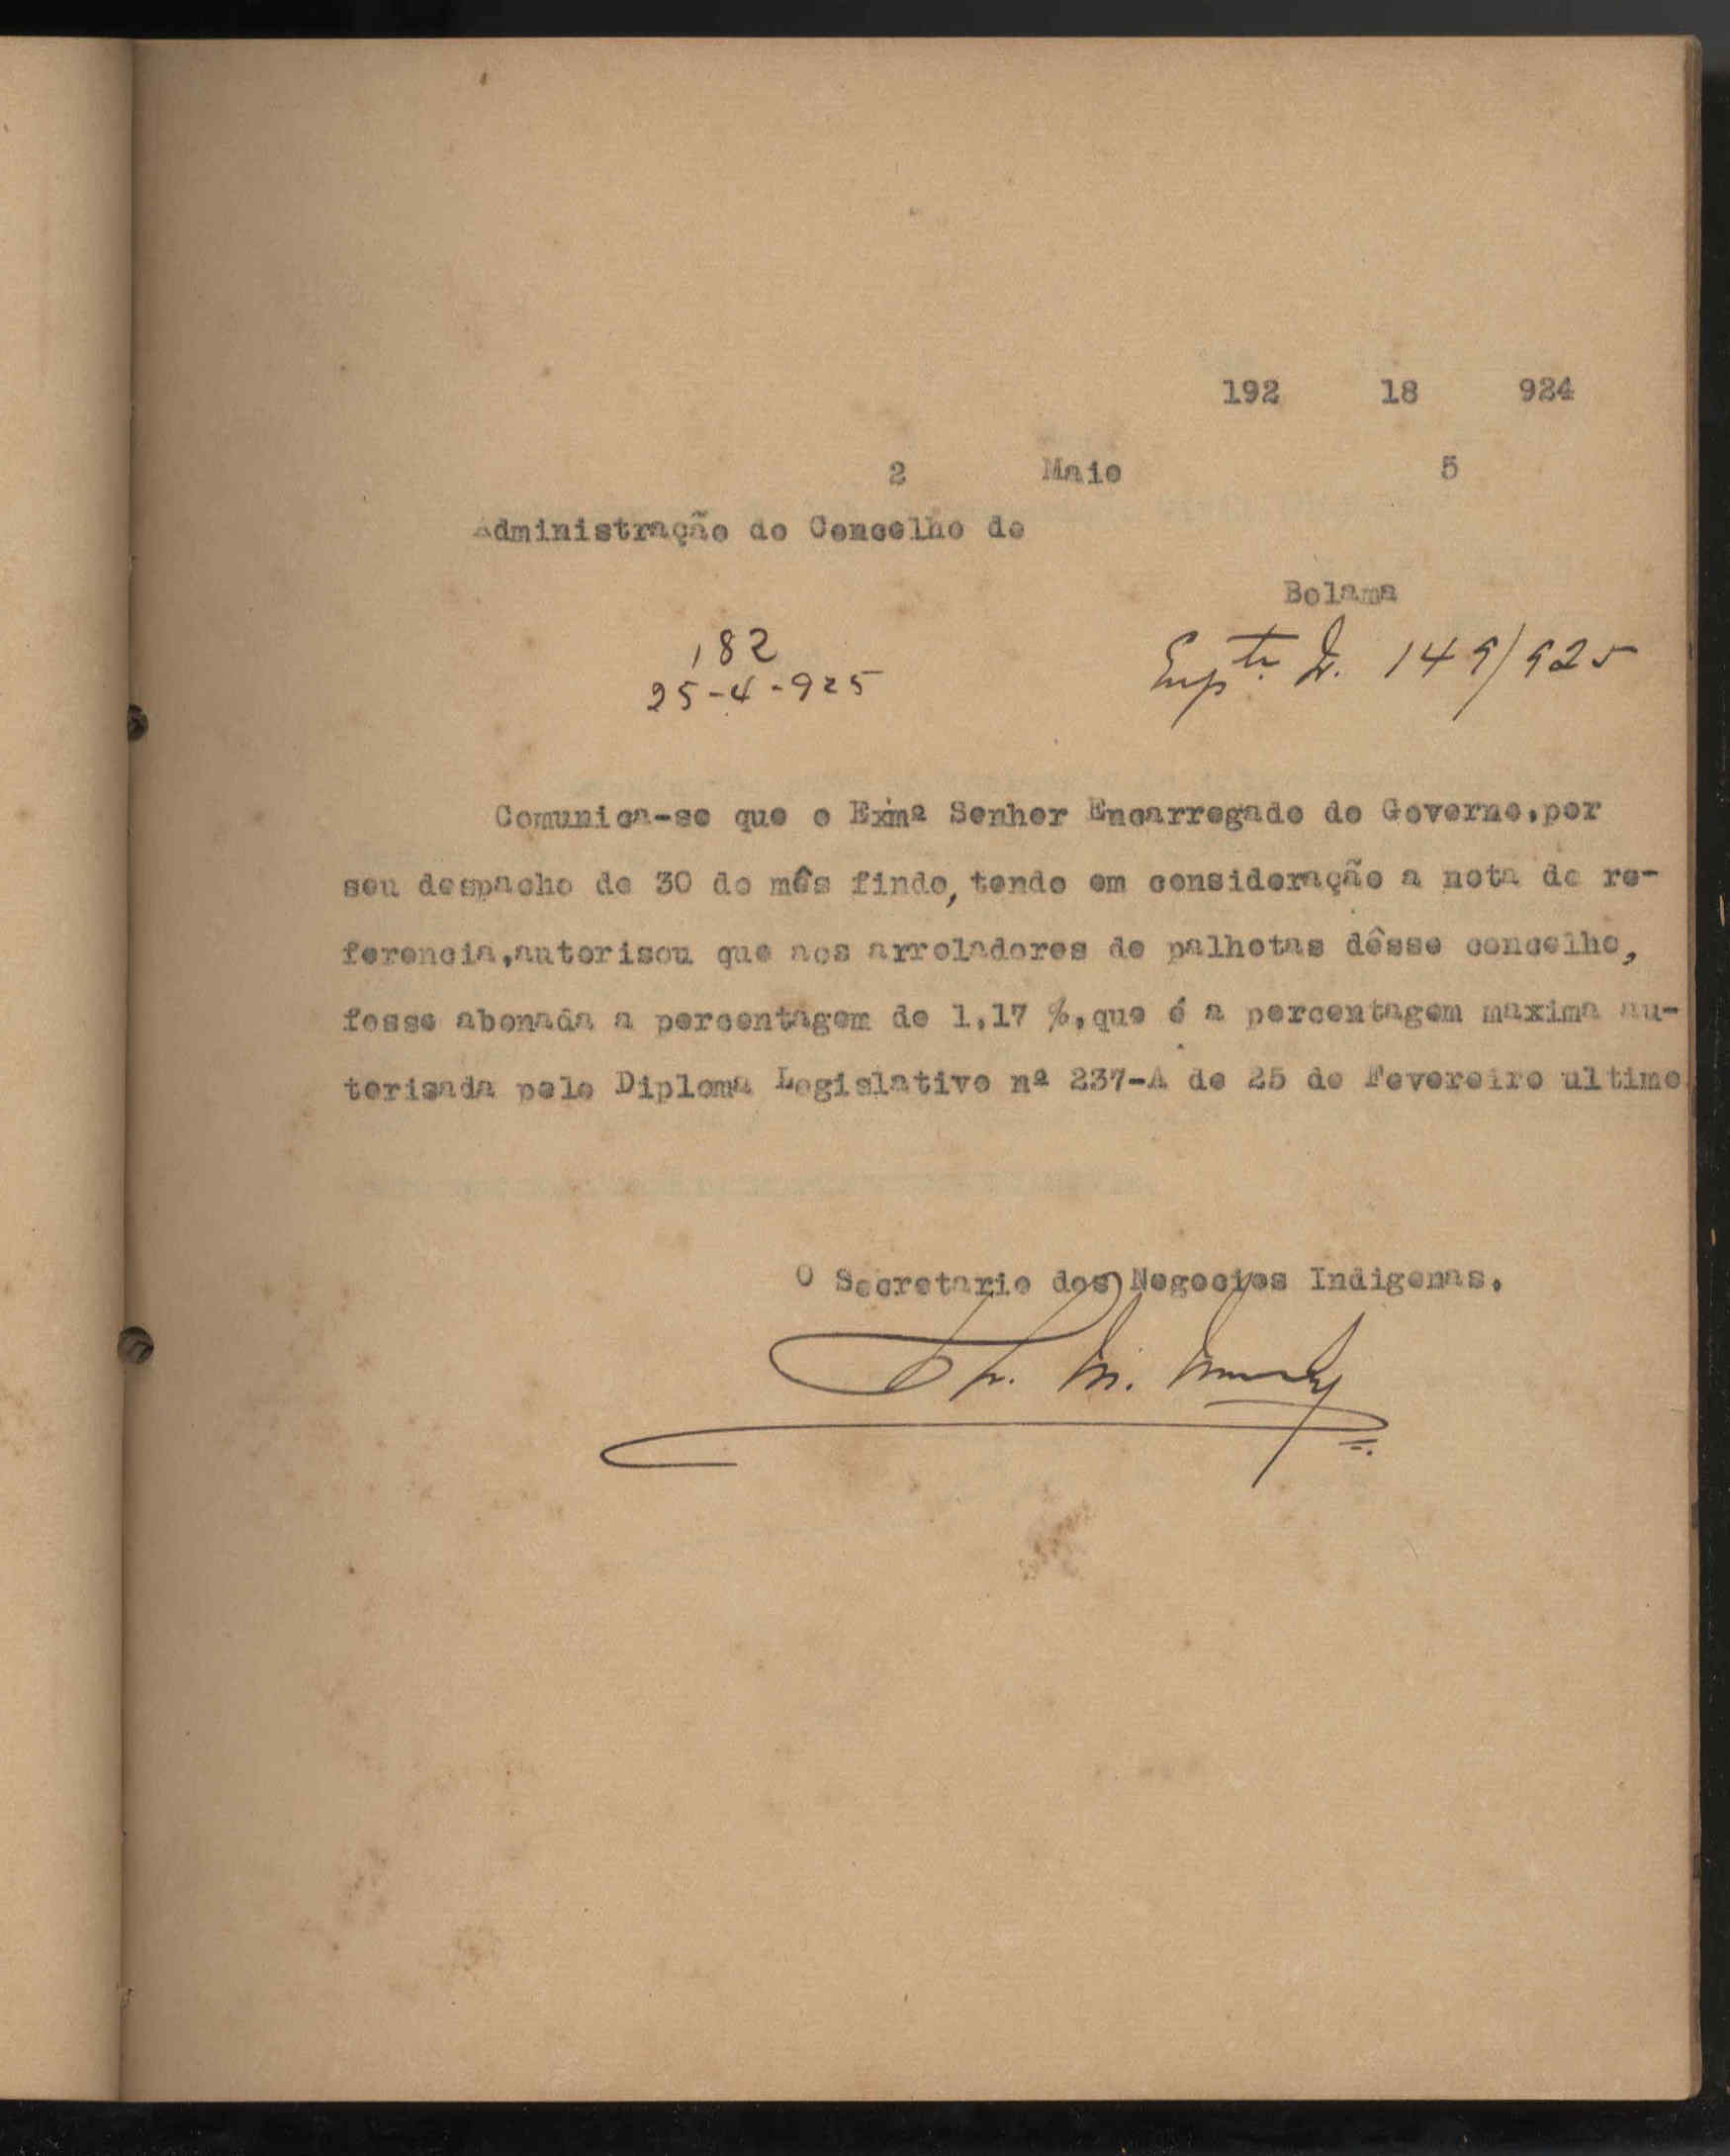 192 18 924
2 Maio 5
Administração do Concelho de
Bolama
182
25-4-925
149/925
Comunica-se que o Exmº Senhor Encarregado do Governo,por
seu despacho de 30 do mês findo, tendo em consideração a nota de re-
ferencia,autorisou que aos arroladores de palhotas dêsse concelho,
fosse abonada a percentagem de 1,17 %,que é a percentagem maxima au-
torisada pelo Diploma Legislativo nº 237-A de 25 de Fevereiro ultimo
O Secretario dos Negocios Indigenas.